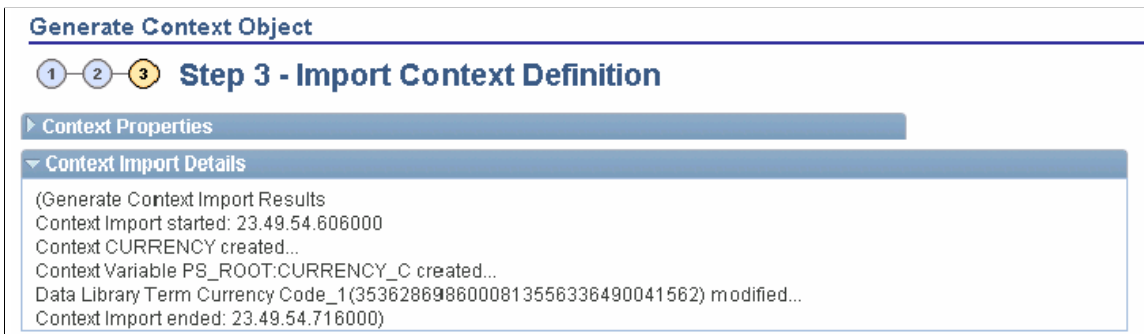 Generate Context Object
1 2 3 Step 3 - Import Context Definition
Context Properties
Context Import Details
(Generate Context Import Results
Context Import started: 23.49.54.606000
Context CURRENCY created...
Context Variable PS_ROOT:CURRENCY_C created...
Data Library Term Currency Code_1(353628698600081355633649004​1562) modified...
Context Import ended: 23.49.54.716000)